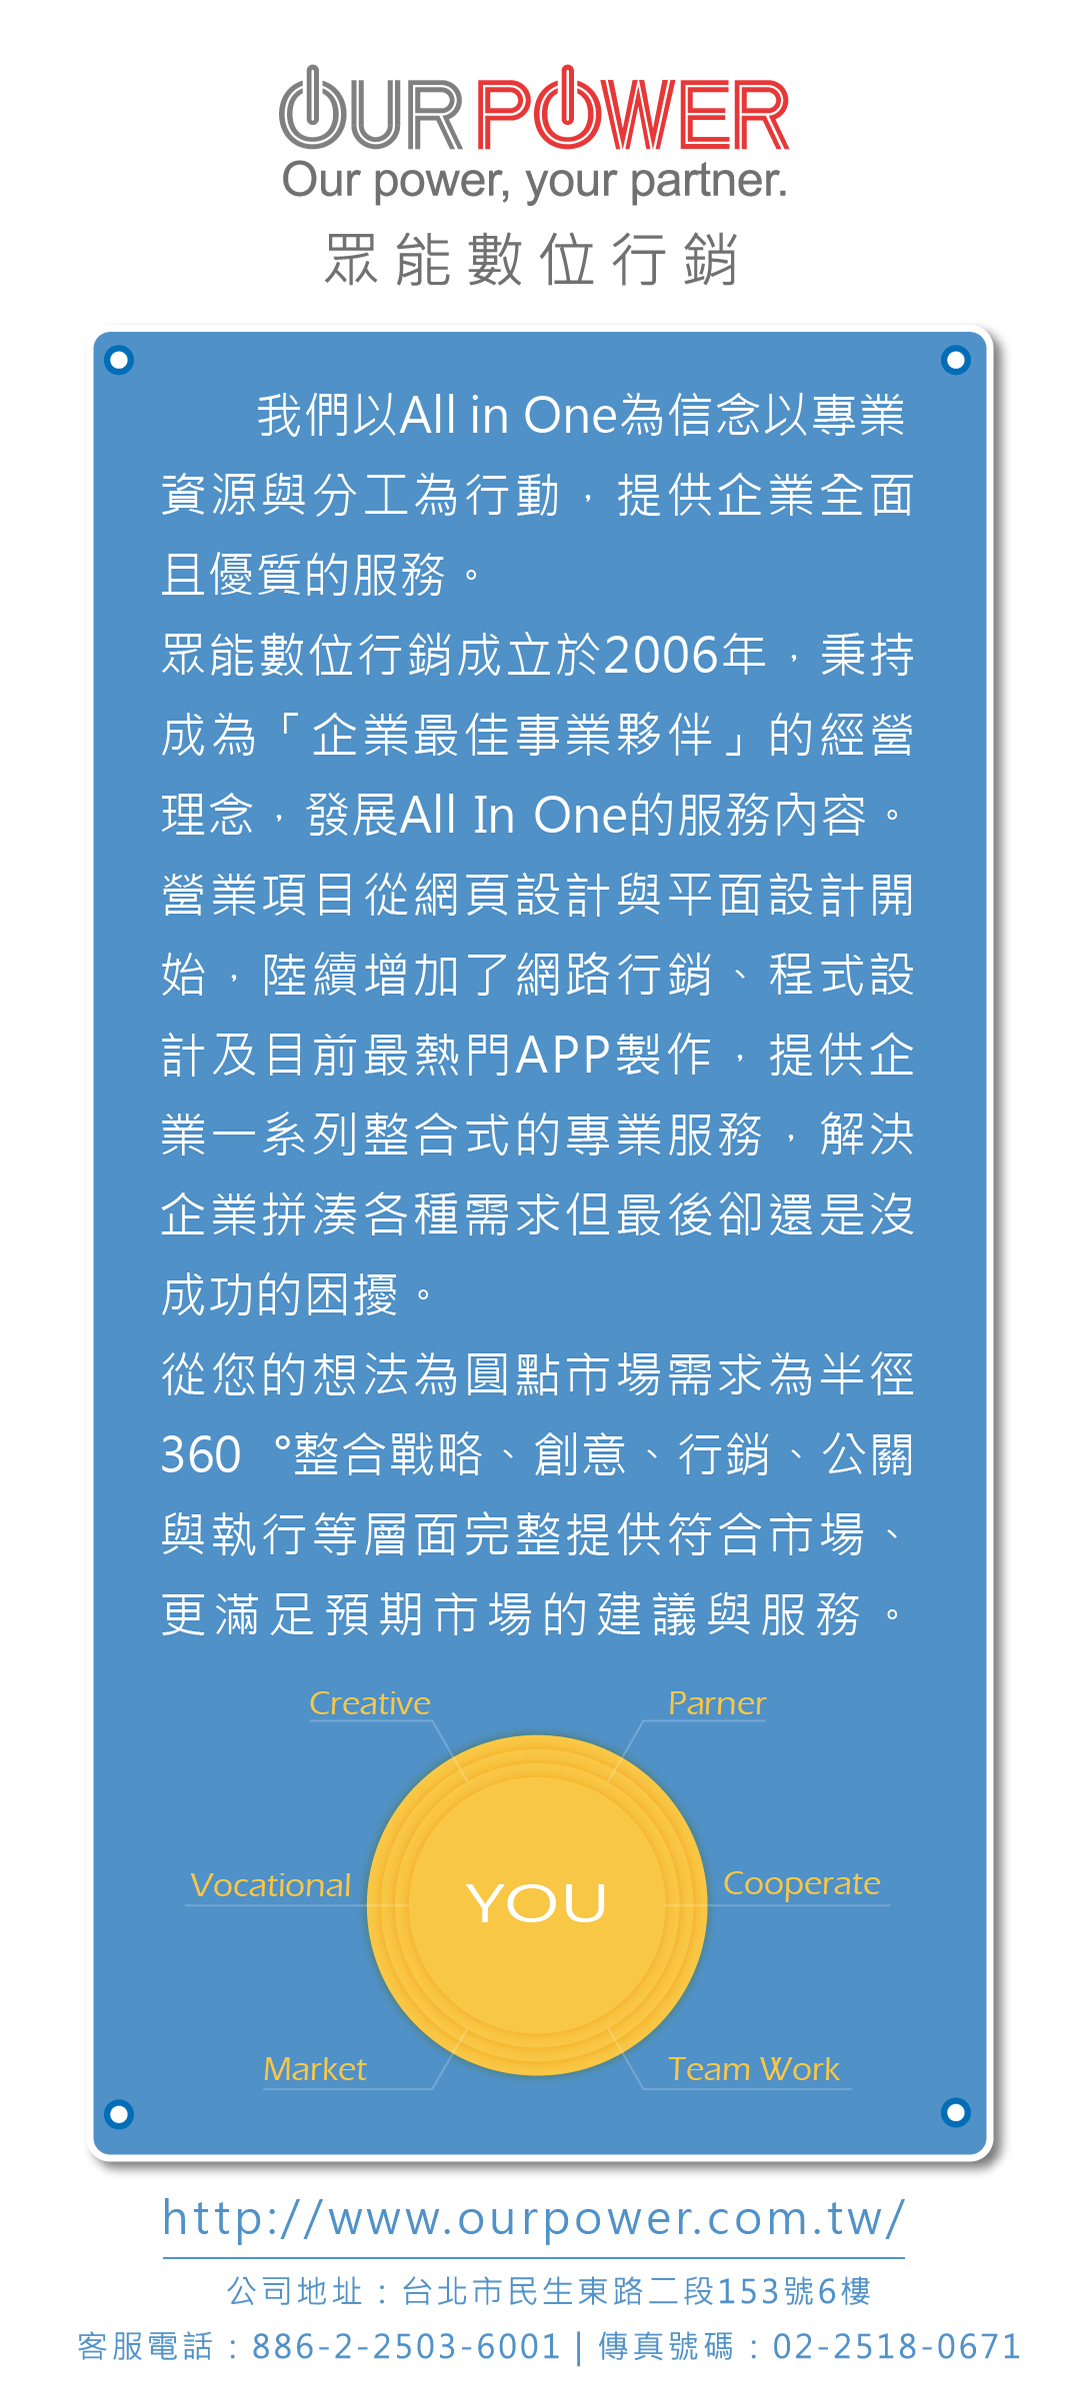 OUR POWER
Our power, your partner.
眾能數位行銷
我們以All in One為信念以專業
資源與分工為行動，提供企業全面
且優質的服務。
眾能數位行銷成立於2006年，秉持
成為「企業最佳事業夥伴」的經營
理念，發展All In One的服務內容。
營業項目從網頁設計與平面設計開
始，陸續增加了網路行銷、程式設
計及目前最熱門APP製作，提供企
業一系列整合式的專業服務，解決
企業拼湊各種需求但最後卻還是沒
成功的困擾。
從您的想法為圓點市場需求為半徑
360 °整合戰略、創意、行銷、公關
與執行等層面完整提供符合市場、
更滿足預期市場的建議與服務。
Creative
Parner
Vocational
YOU
Cooperate
Market
Team Work
http://www.ourpower.com.tw/
公司地址：台北市民生東路二段153號6樓
客服電話：886-2-2503-6001 | 傳真號碼：02-2518-0671